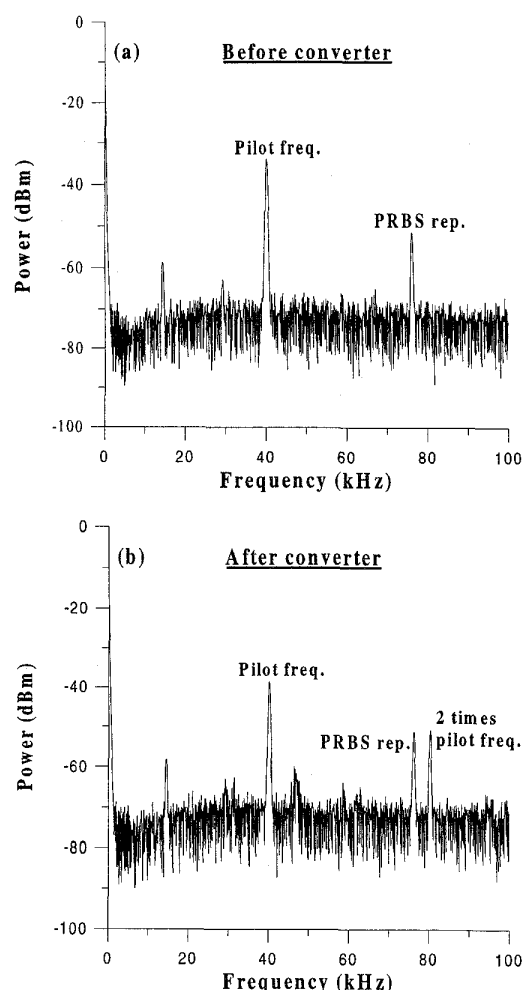 (a) Before converter
0
-20
-40
-60
-80
-100
Power (dBm)
Pilot freq.
PRBS rep.
0 20 40 60 80 100
Frequency (kHz)
(b) After converter
0
-20
-40
-60
-80
-100
Power (dBm)
Pilot freq.
PRBS rep.
2 times
pilot freq.
0 20 40 60 80 100
Frequency (kHz)